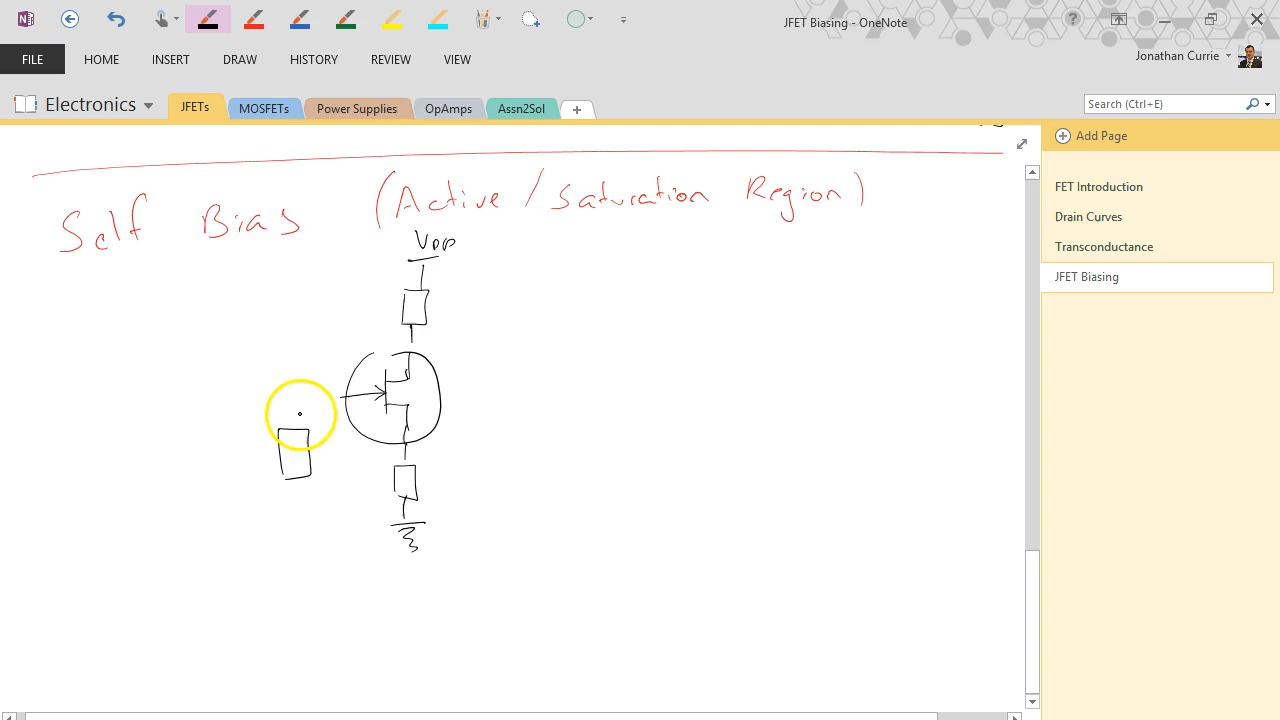 JFET Biasing - OneNote
FILE HOME INSERT DRAW HISTORY REVIEW VIEW
Jonathan Currie
Electronics JFETs MOSFETs Power Supplies OpAmps Assn2Sol
Search (Ctrl+E)
Add Page
FET Introduction
Drain Curves
Transconductance
JFET Biasing
Self Bias (Active / Saturation Region)
VDD